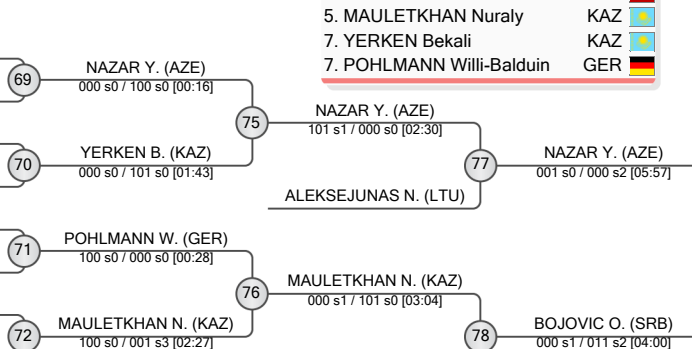 5. MAULETKHAN Nuraly KAZ
7. YERKEN Bekali KAZ
7. POHLMANN Willi-Balduin GER
69
NAZAR Y. (AZE)
000 s0 / 100 s0 [00:16]
75
NAZAR Y. (AZE)
101 s1 / 000 s0 [02:30]
70
YERKEN B. (KAZ)
000 s0 / 101 s0 [01:43]
77
NAZAR Y. (AZE)
001 s0 / 000 s2 [05:57]
ALEKSEJUNAS N. (LTU)
71
POHLMANN W. (GER)
100 s0 / 000 s0 [00:28]
76
MAULETKHAN N. (KAZ)
000 s1 / 101 s0 [03:04]
72
MAULETKHAN N. (KAZ)
100 s0 / 001 s3 [02:27]
78
BOJOVIC O. (SRB)
000 s1 / 011 s2 [04:00]